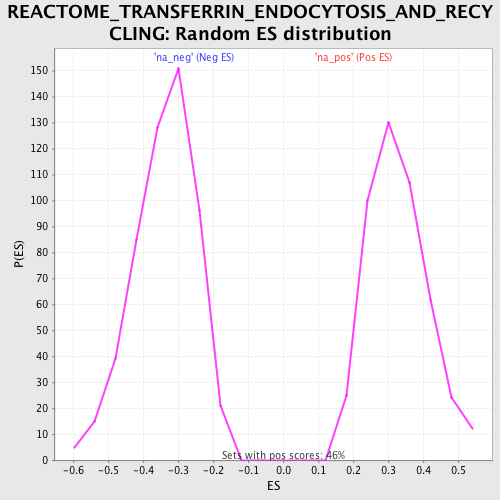 REACTOME_TRANSFERRIN_ENDOCYTOSIS_AND_RECY
CLING: Random ES distribution
'na_neg' (Neg ES) 'na_pos' (Pos ES)
150
140
130
120
110
100
90
80
70
60
50
40
30
20
10
0
P(ES)
Sets with pos scores: 46%
-0.6 -0.5 -0.4 -0.3 -0.2 -0.1 0.0 0.1 0.2 0.3 0.4 0.5
ES